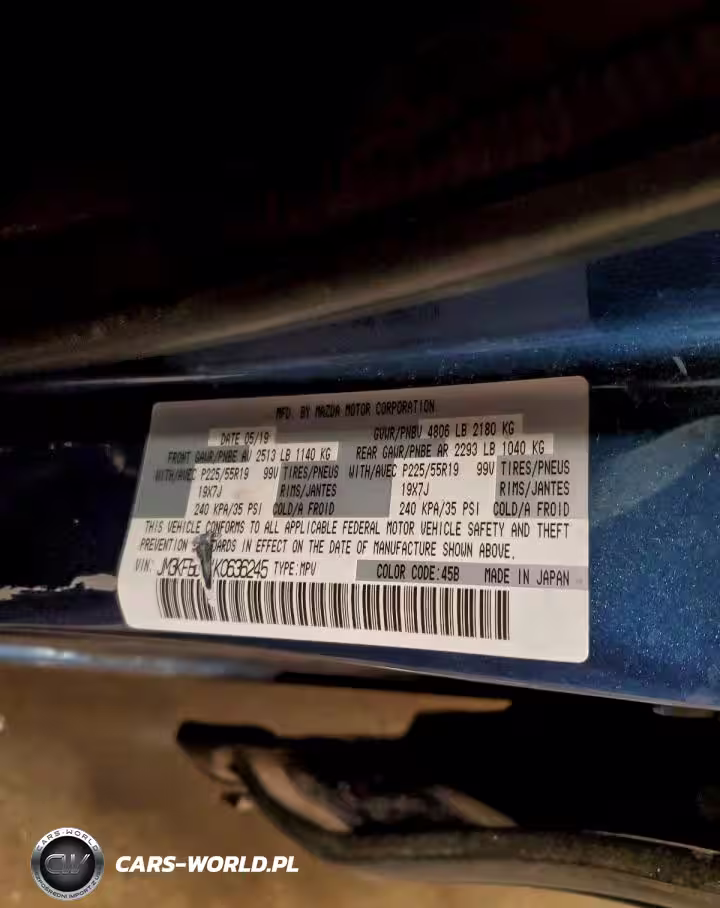 MFD. BY MAZDA MOTOR CORPORATION
DATE 05/19 GVWR/PNBV 4806 LB 2180 KG
FRONT GAWR/PNBE AV 2513 LB 1140 KG REAR GAWR/PNBE AR 2293 LB 1040 KG
WITH/AVEC P225/55R19 99V TIRES/PNEUS WITH/AVEC P225/55R19 99V TIRES/PNEUS
19X7J RIMS/JANTES 19X7J RIMS/JANTES
240 KPA/35 PSI COLD/A FROID 240 KPA/35 PSI COLD/A FROID
THIS VEHICLE CONFORMS TO ALL APPLICABLE FEDERAL MOTOR VEHICLE SAFETY AND THEFT
PREVENTION IN EFFECT ON THE DATE OF MANUFACTURE SHOWN ABOVE.
VIN: TYPE:MPV COLOR CODE:45B MADE IN JAPAN
CARS-WORLD
CW
CARS-WORLD.PL